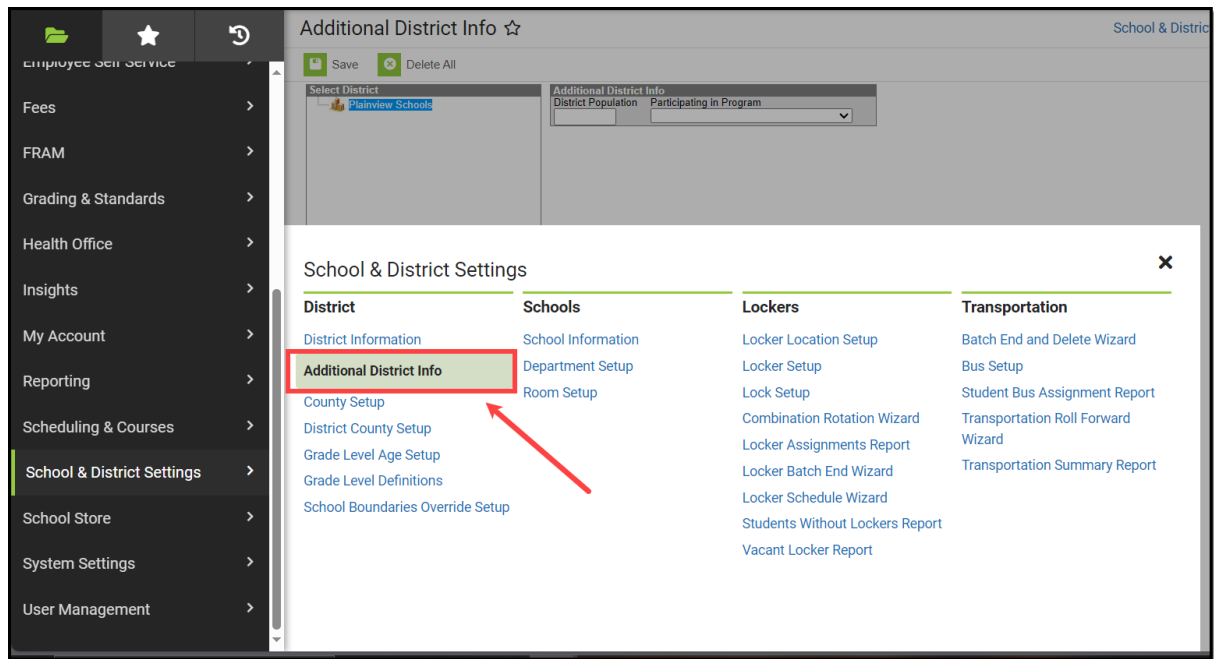 Additional District Info
School & Distric
Save
Delete All
Select District
Plainview Schools
Additional District Info
District Population Participating in Program
Employee Self Service
Fees
FRAM
Grading & Standards
Health Office
Insights
My Account
Reporting
Scheduling & Courses
School & District Settings
School Store
System Settings
User Management
School & District Settings
District
District Information
Additional District Info
County Setup
District County Setup
Grade Level Age Setup
Grade Level Definitions
School Boundaries Override Setup
Schools
School Information
Department Setup
Room Setup
Lockers
Locker Location Setup
Locker Setup
Lock Setup
Combination Rotation Wizard
Locker Assignments Report
Locker Batch End Wizard
Locker Schedule Wizard
Students Without Lockers Report
Vacant Locker Report
Transportation
Batch End and Delete Wizard
Bus Setup
Student Bus Assignment Report
Transportation Roll Forward
Wizard
Transportation Summary Report